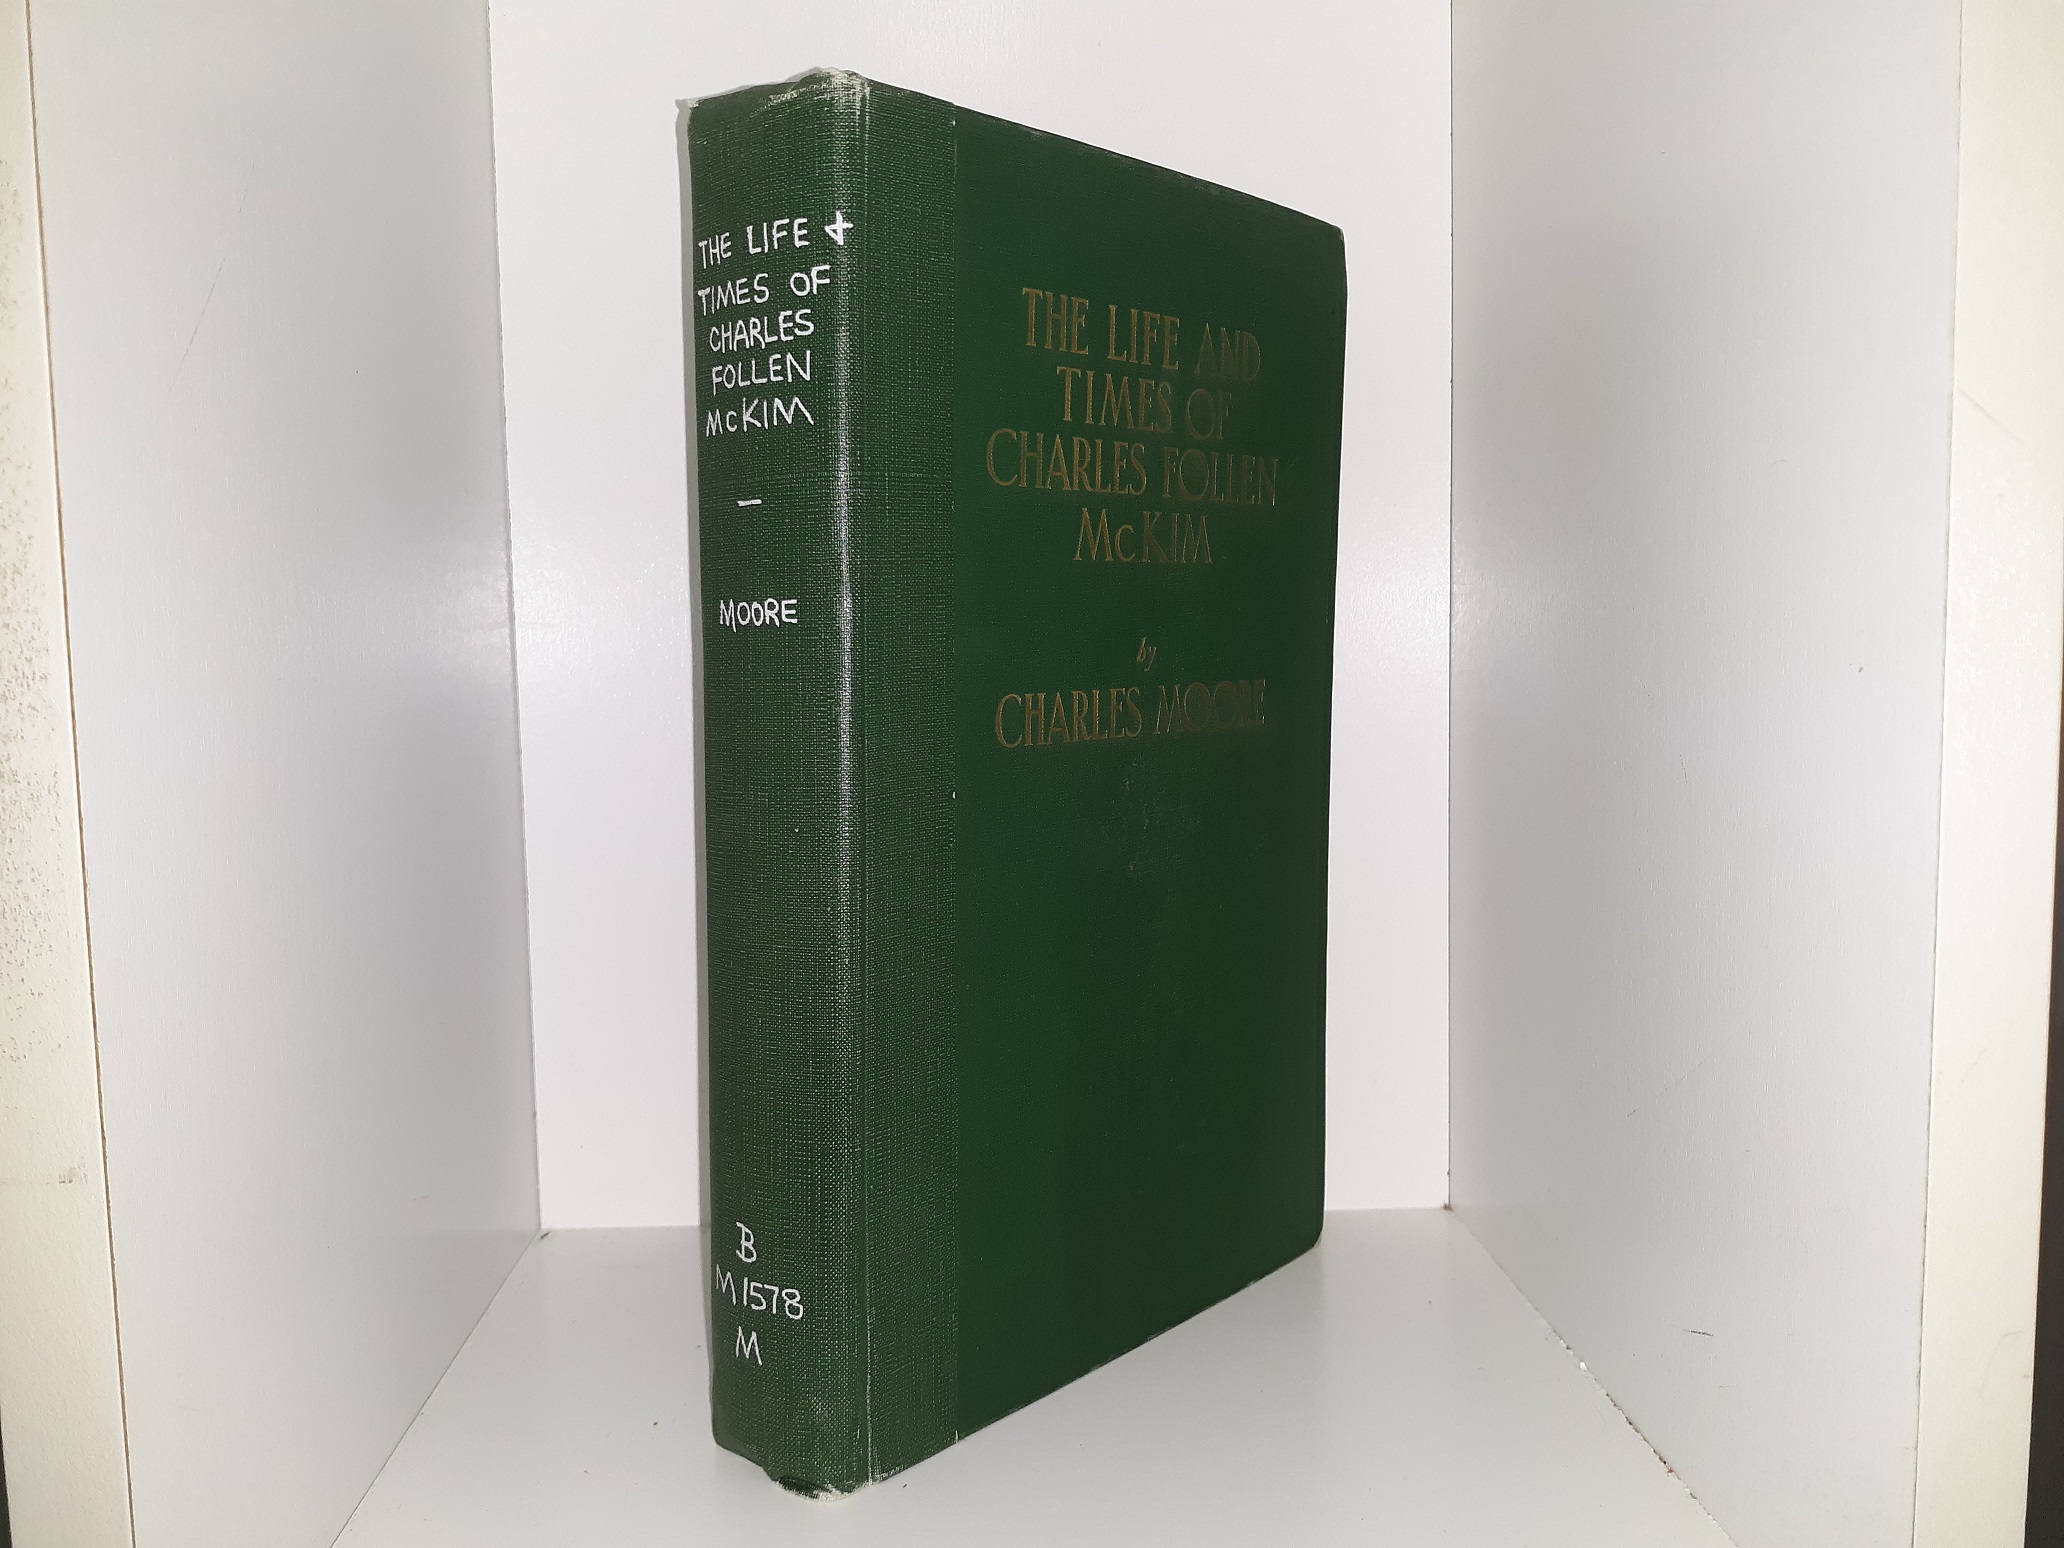 THE LIFE &
TIMES OF
CHARLES
FOLLEN
McKIM
—
MOORE
B
M1578
M
THE LIFE AND
TIMES OF
CHARLES FOLLEN
McKIM
by
CHARLES MOORE